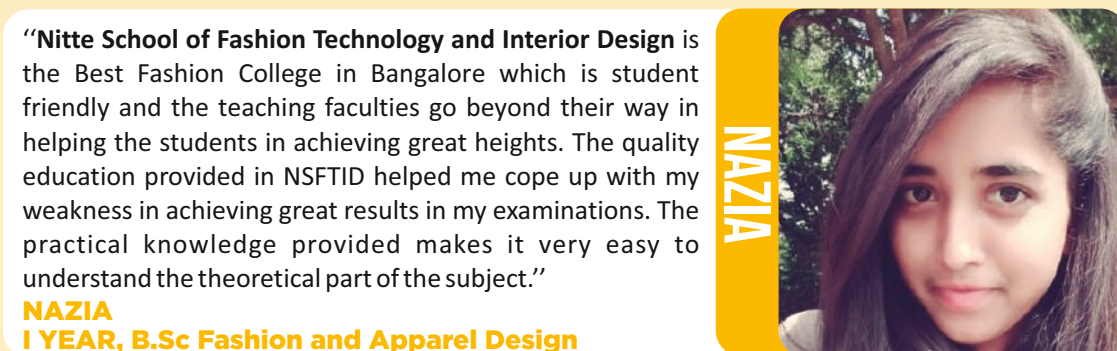 ‘‘Nitte School of Fashion Technology and Interior Design is
the Best Fashion College in Bangalore which is student
friendly and the teaching faculties go beyond their way in
helping the students in achieving great heights. The quality
education provided in NSFTID helped me cope up with my
weakness in achieving great results in my examinations. The
practical knowledge provided makes it very easy to
understand the theoretical part of the subject.’’
NAZIA
I YEAR, B.Sc Fashion and Apparel Design
NAZIA